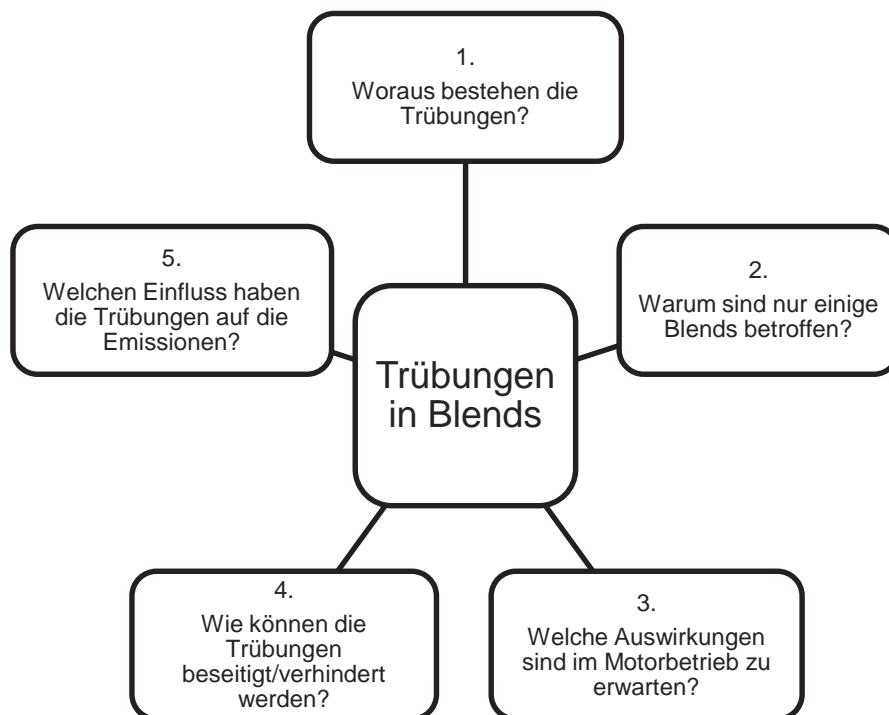 1.
Woraus bestehen die
Trübungen?
2.
Warum sind nur einige
Blends betroffen?
3.
Welche Auswirkungen
sind im Motorbetrieb zu
erwarten?
4.
Wie können die
Trübungen
beseitigt/verhindert
werden?
5.
Welchen Einfluss haben
die Trübungen auf die
Emissionen?
Trübungen
in Blends